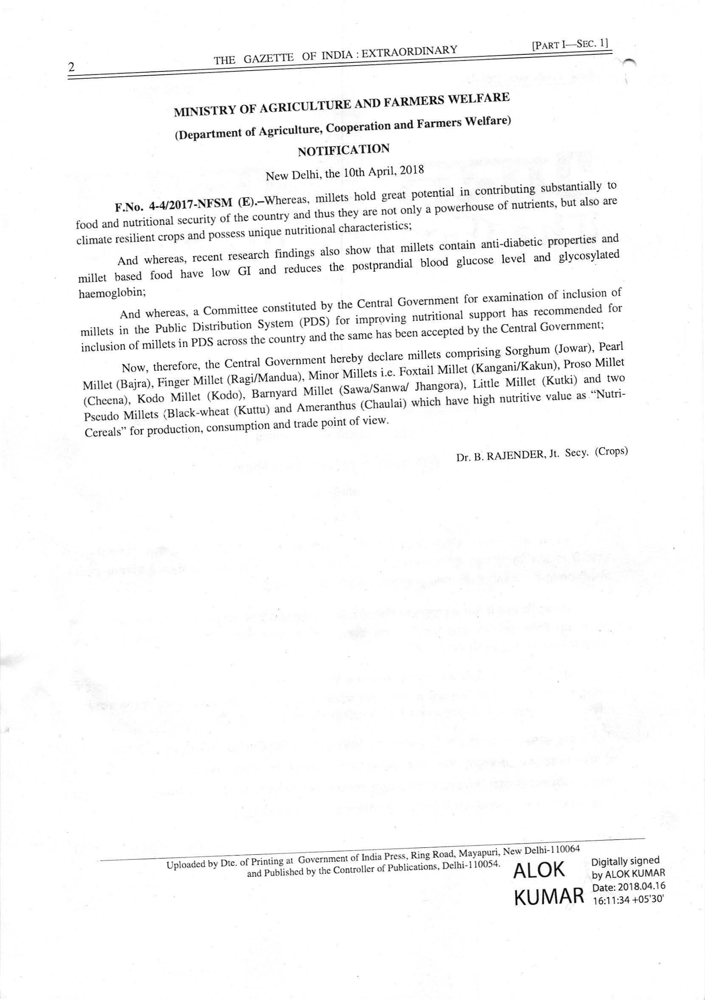 2
THE GAZETTE OF INDIA : EXTRAORDINARY
[PART I—SEC. 1]
MINISTRY OF AGRICULTURE AND FARMERS WELFARE
(Department of Agriculture, Cooperation and Farmers Welfare)
NOTIFICATION
New Delhi, the 10th April, 2018
F.No. 4-4/2017-NFSM (E).–Whereas, millets hold great potential in contributing substantially to
food and nutritional security of the country and thus they are not only a powerhouse of nutrients, but also are
climate resilient crops and possess unique nutritional characteristics;
And whereas, recent research findings also show that millets contain anti-diabetic properties and
millet based food have low GI and reduces the postprandial blood glucose level and glycosylated
haemoglobin;
And whereas, a Committee constituted by the Central Government for examination of inclusion of
millets in the Public Distribution System (PDS) for improving nutritional support has recommended for
inclusion of millets in PDS across the country and the same has been accepted by the Central Government;
Now, therefore, the Central Government hereby declare millets comprising Sorghum (Jowar), Pearl
Millet (Bajra), Finger Millet (Ragi/Mandua), Minor Millets i.e. Foxtail Millet (Kangani/Kakun), Proso Millet
(Cheena), Kodo Millet (Kodo), Barnyard Millet (Sawa/Sanwa/ Jhangora), Little Millet (Kutki) and two
Pseudo Millets (Black-wheat (Kuttu) and Ameranthus (Chaulai) which have high nutritive value as "Nutri-
Cereals" for production, consumption and trade point of view.
Dr. B. RAJENDER, Jt. Secy. (Crops)
Uploaded by Dte. of Printing at Government of India Press, Ring Road, Mayapuri, New Delhi-110064
and Published by the Controller of Publications, Delhi-110054.
ALOK
KUMAR
Digitally signed
by ALOK KUMAR
Date: 2018.04.16
16:11:34 +05'30'